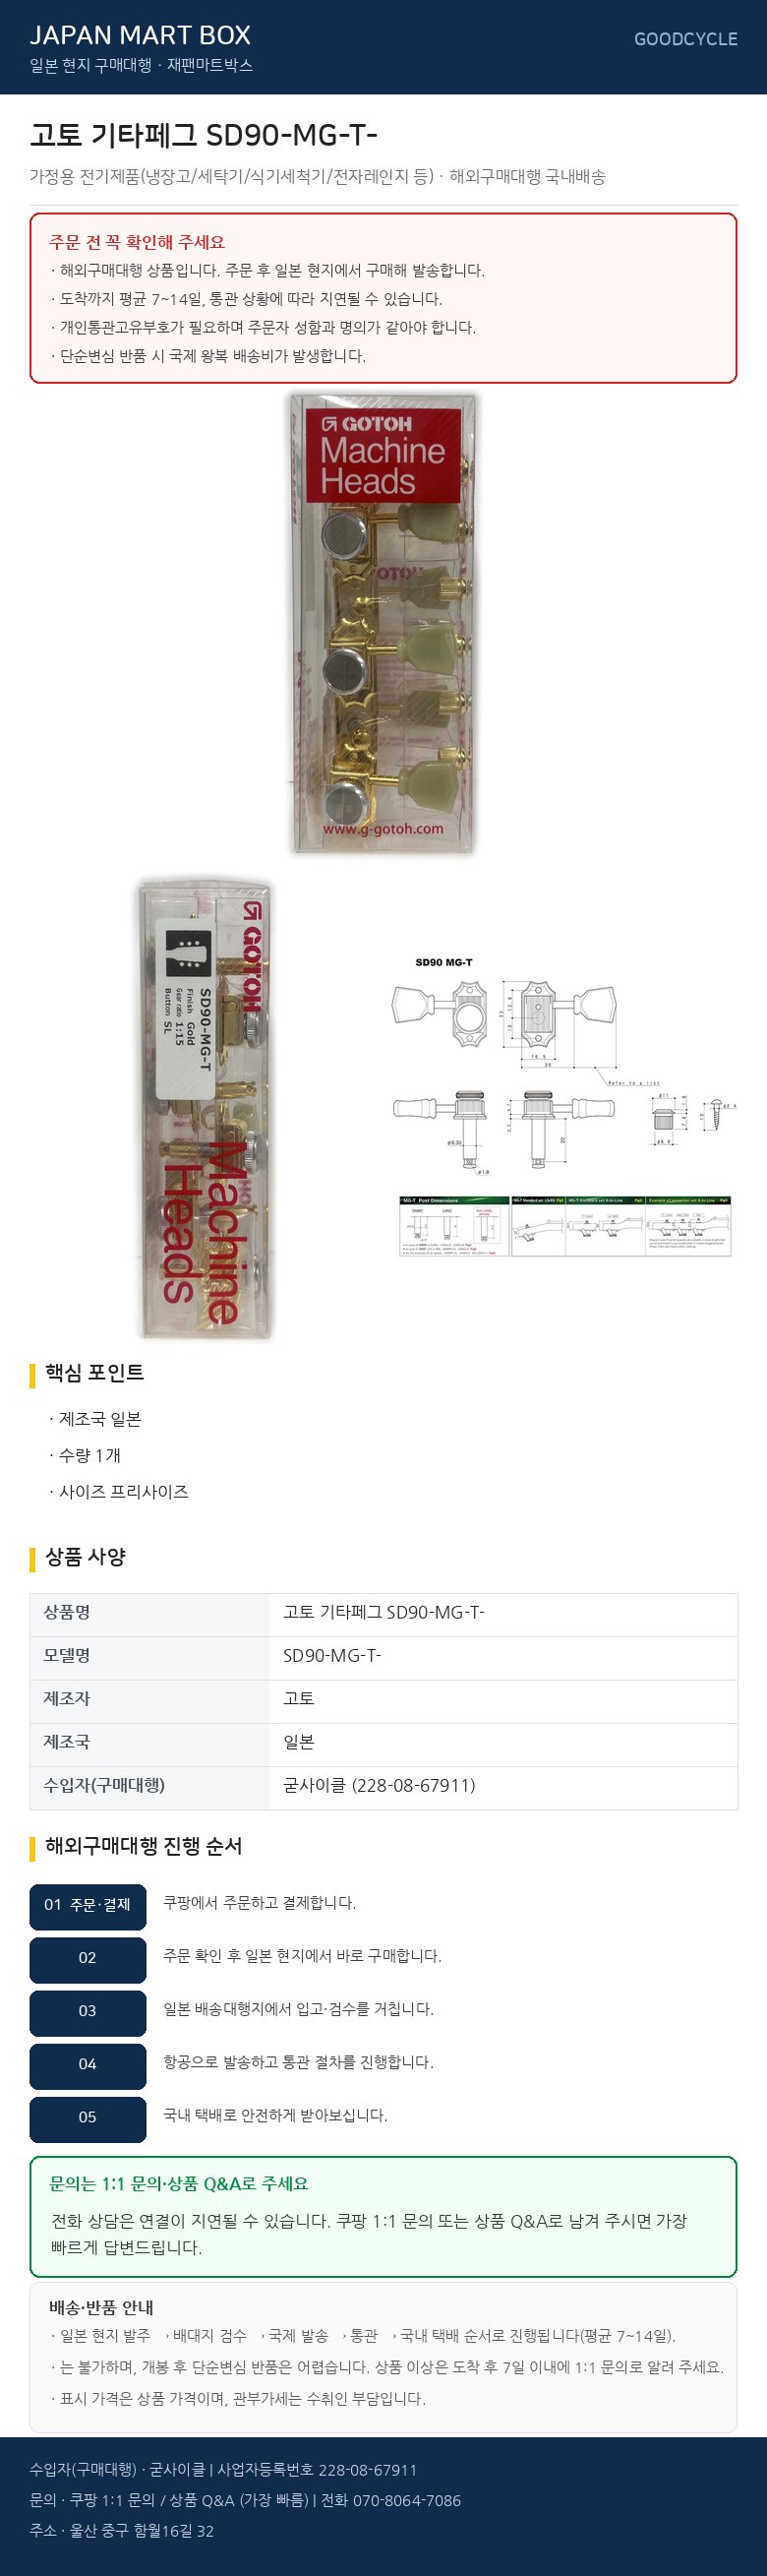 JAPAN MART BOX
일본 현지 구매대행 · 재팬마트박스
GOODCYCLE
고토 기타페그 SD90-MG-T-
가정용 전기제품(냉장고/세탁기/식기세척기/전자레인지 등) · 해외구매대행 국내배송
주문 전 꼭 확인해 주세요
· 해외구매대행 상품입니다. 주문 후 일본 현지에서 구매해 발송합니다.
· 도착까지 평균 7~14일, 통관 상황에 따라 지연될 수 있습니다.
· 개인통관고유부호가 필요하며 주문자 성함과 명의가 같아야 합니다.
· 단순변심 반품 시 국제 왕복 배송비가 발생합니다.
GOTOH
Machine
Heads
GOTOH
www.g-gotoh.com
GOTOH
SD90-MG-T
Finish Gold
Gear ratio 1:15
Button SL
Machine
Heads
SD90 MG-T
Refer to a list
MG-T Post Dimensions
핵심 포인트
· 제조국 일본
· 수량 1개
· 사이즈 프리사이즈
상품 사양
상품명 고토 기타페그 SD90-MG-T-
모델명 SD90-MG-T-
제조자 고토
제조국 일본
수입자(구매대행) 굳사이클 (228-08-67911)
해외구매대행 진행 순서
01 주문·결제 쿠팡에서 주문하고 결제합니다.
02 주문 확인 후 일본 현지에서 바로 구매합니다.
03 일본 배송대행지에서 입고·검수를 거칩니다.
04 항공으로 발송하고 통관 절차를 진행합니다.
05 국내 택배로 안전하게 받아보십니다.
문의는 1:1 문의·상품 Q&A로 주세요
전화 상담은 연결이 지연될 수 있습니다. 쿠팡 1:1 문의 또는 상품 Q&A로 남겨 주시면 가장
빠르게 답변드립니다.
배송·반품 안내
· 일본 현지 발주 › 배대지 검수 › 국제 발송 › 통관 › 국내 택배 순서로 진행됩니다(평균 7~14일).
· 는 불가하며, 개봉 후 단순변심 반품은 어렵습니다. 상품 이상은 도착 후 7일 이내에 1:1 문의로 알려 주세요.
· 표시 가격은 상품 가격이며, 관부가세는 수취인 부담입니다.
수입자(구매대행) · 굳사이클 | 사업자등록번호 228-08-67911
문의 · 쿠팡 1:1 문의 / 상품 Q&A (가장 빠름) | 전화 070-8064-7086
주소 · 울산 중구 함월16길 32